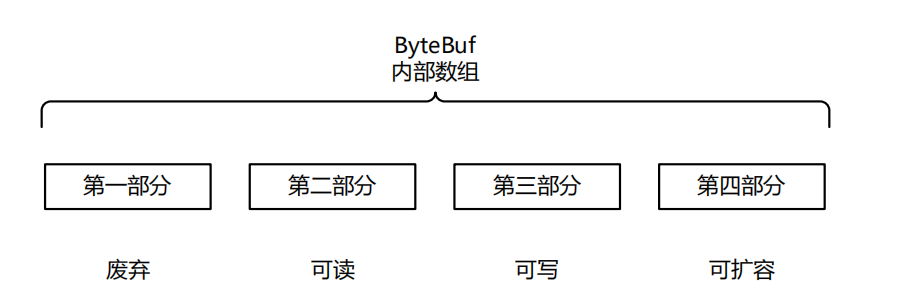 ByteBuf
内部数组
第一部分
第二部分
第三部分
第四部分
废弃
可读
可写
可扩容